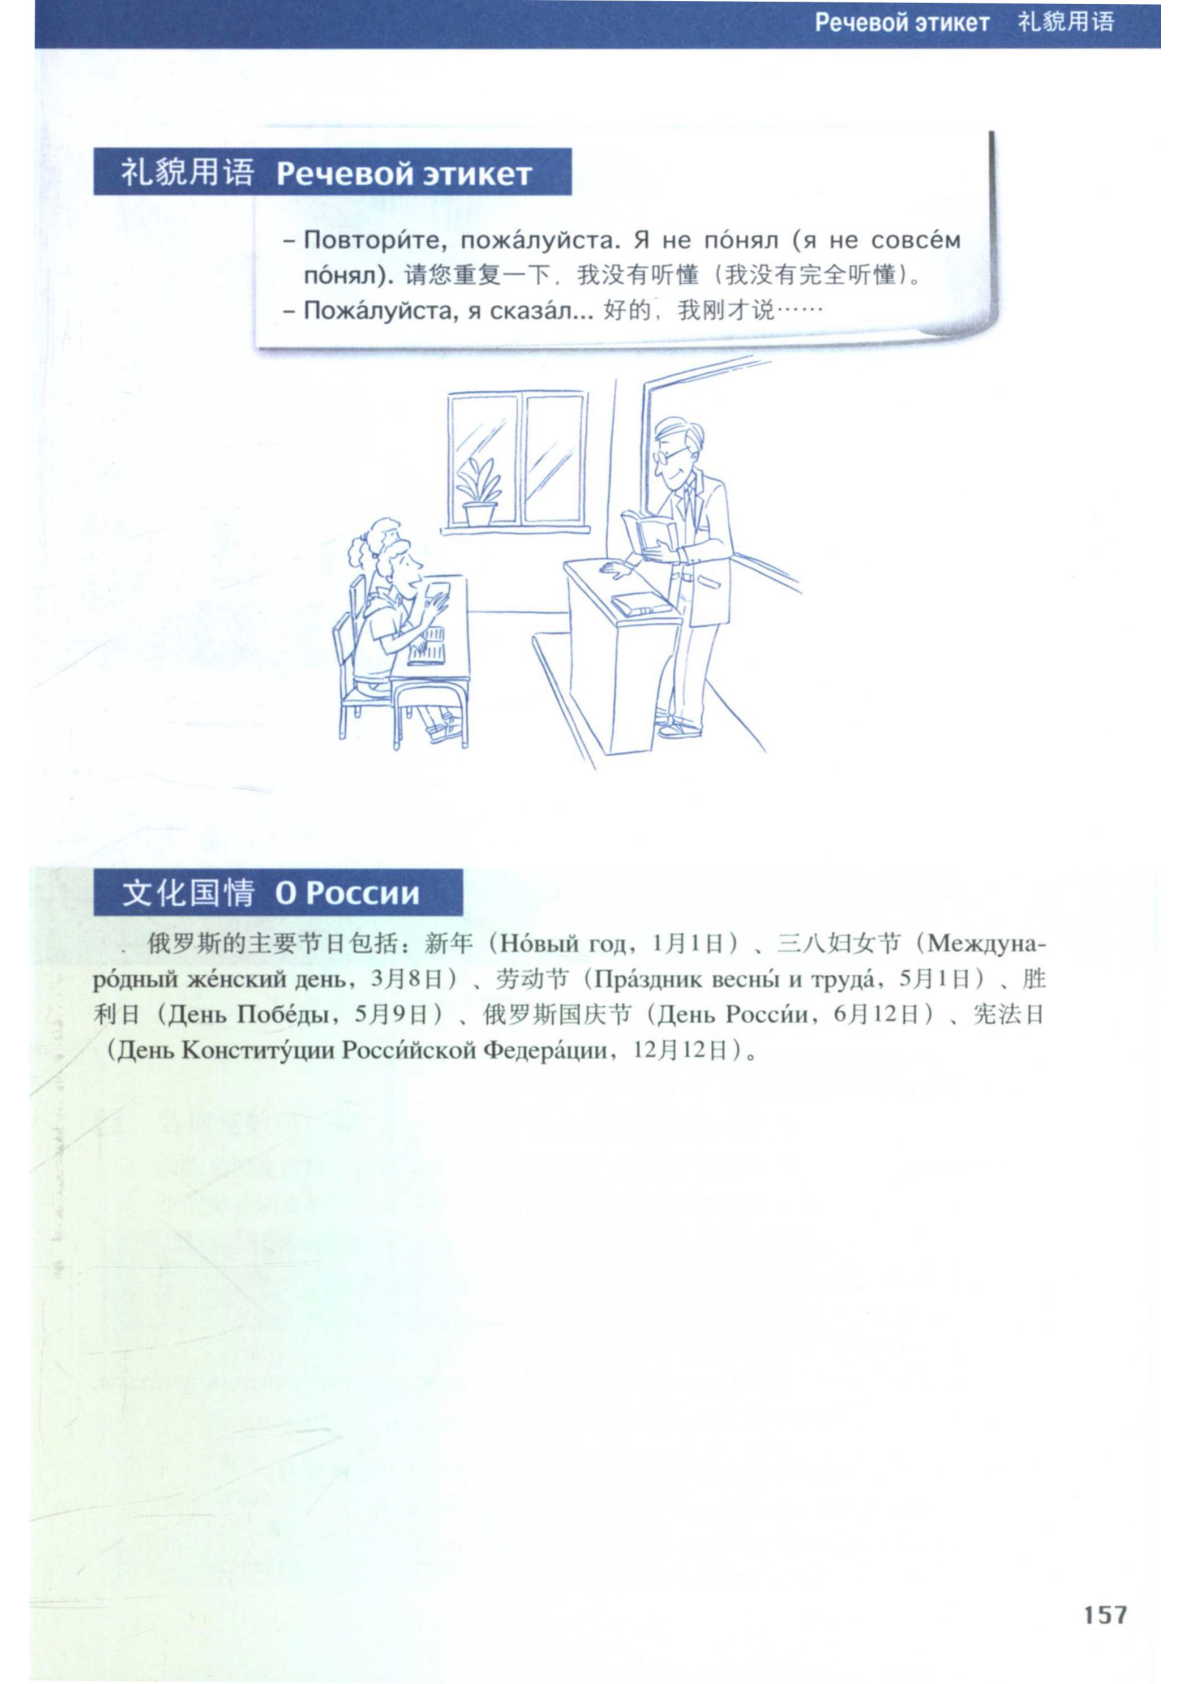 Речевой этикет 礼貌用语
礼貌用语 Речевой этикет
– Повтори́те, пожа́луйста. Я не по́нял (я не совсе́м
по́нял). 请您重复一下，我没有听懂（我没有完全听懂）。
– Пожа́луйста, я сказа́л... 好的，我刚才说……
文化国情 О России
俄罗斯的主要节日包括：新年（Но́вый год，1月1日）、三八妇女节（Междуна-
ро́дный же́нский день，3月8日）、劳动节（Пра́здник весны́ и труда́，5月1日）、胜
利日（День Побе́ды，5月9日）、俄罗斯国庆节（День Росси́и，6月12日）、宪法日
（День Конститу́ции Росси́йской Федера́ции，12月12日）。
157